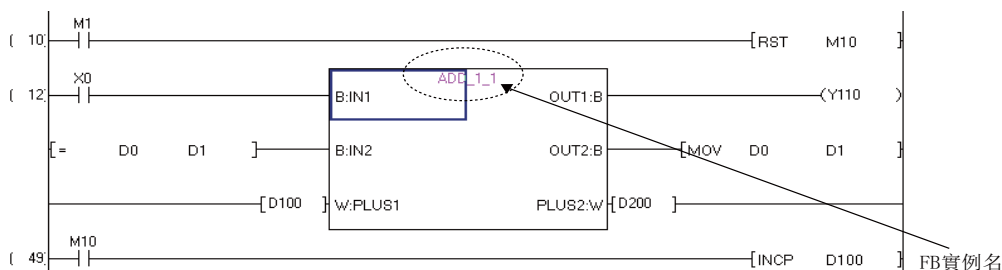 M1
( 10) [RST M10 ]
X0 ADD_1_1
( 12) B:IN1 OUT1:B (Y110 )
[= D0 D1 ] B:IN2 OUT2:B [MOV D0 D1 ]
[D100 ] W:PLUS1 PLUS2:W [D200 ]
M10
( 49) [INCP D100 ]
FB實例名